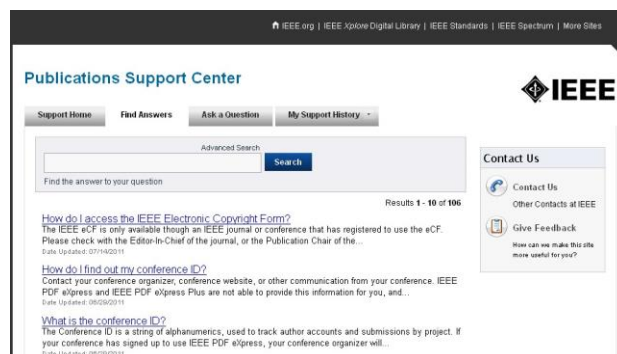 IEEE.org | IEEE Xplore Digital Library | IEEE Standards | IEEE Spectrum | More Sites
Publications Support Center
IEEE
Support Home Find Answers Ask a Question My Support History
Advanced Search
Search
Find the answer to your question
Results 1 - 10 of 106
How do I access the IEEE Electronic Copyright Form?
The IEEE eCF is only available though an IEEE journal or conference that has registered to use the eCF.
Please check with the Editor-In-Chief of the journal, or the Publication Chair of the...
Date Updated: 07/14/2011
How do I find out my conference ID?
Contact your conference organizer, conference website, or other communication from your conference. IEEE
PDF eXpress and IEEE PDF eXpress Plus are not able to provide this information for you, and...
Date Updated: 06/29/2011
What is the conference ID?
The Conference ID is a string of alphanumerics, used to track author accounts and submissions by project. If
your conference has signed up to use IEEE PDF eXpress, your conference organizer will...
Contact Us
Contact Us
Other Contacts at IEEE
Give Feedback
How can we make this site
more useful for you?